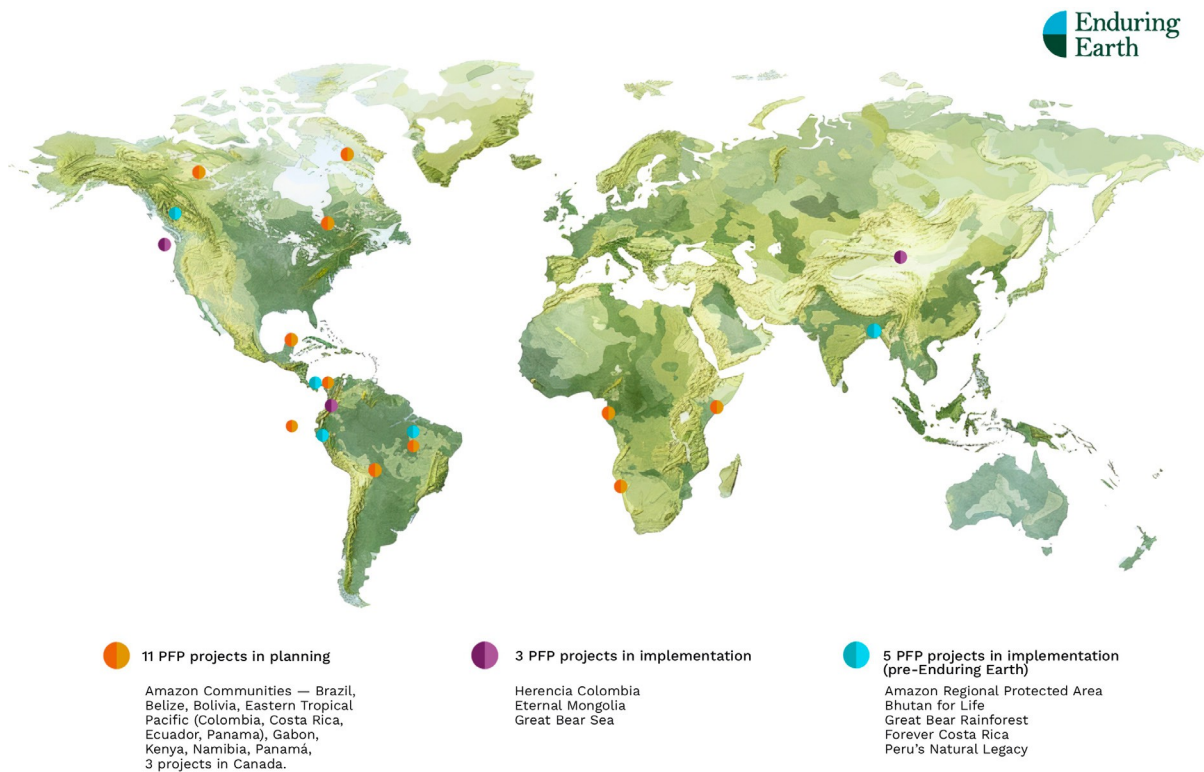 Enduring
Earth
11 PFP projects in planning
Amazon Communities — Brazil,
Belize, Bolivia, Eastern Tropical
Pacific (Colombia, Costa Rica,
Ecuador, Panama), Gabon,
Kenya, Namibia, Panamá,
3 projects in Canada.
3 PFP projects in implementation
Herencia Colombia
Eternal Mongolia
Great Bear Sea
5 PFP projects in implementation
(pre-Enduring Earth)
Amazon Regional Protected Area
Bhutan for Life
Great Bear Rainforest
Forever Costa Rica
Peru's Natural Legacy